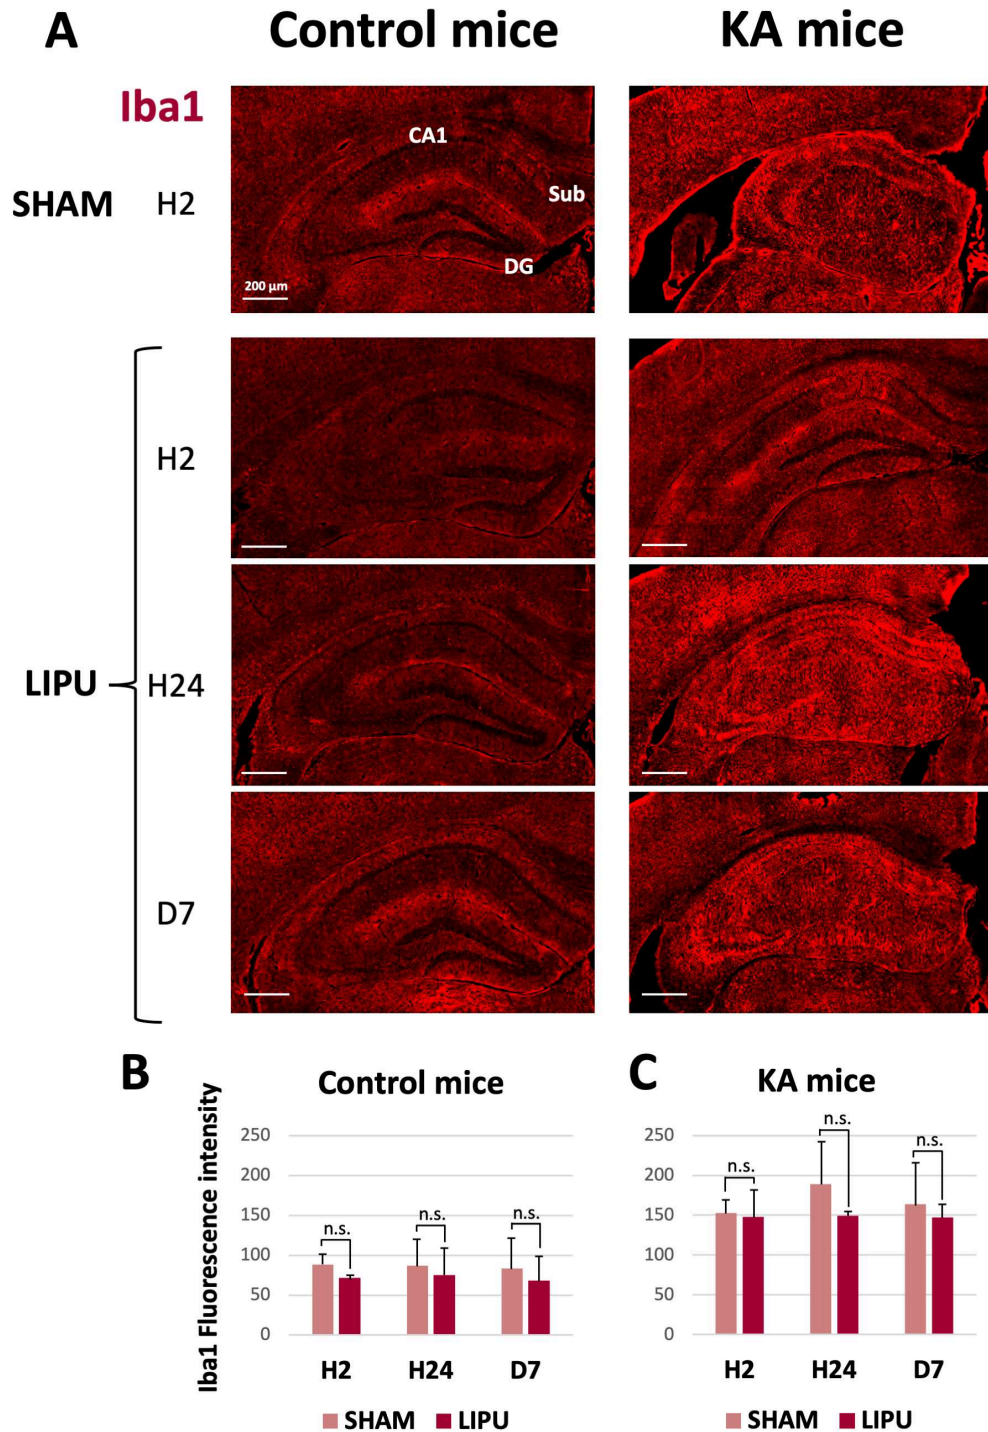 A
Control mice
KA mice
Iba1
SHAM H2
CA1
Sub
DG
200 µm
H2
LIPU H24
D7
B
Control mice
Iba1 Fluorescence intensity
250
200
150
100
50
0
n.s.
n.s.
n.s.
H2 H24 D7
SHAM LIPU
C
KA mice
250
200
150
100
50
0
n.s.
n.s.
n.s.
H2 H24 D7
SHAM LIPU